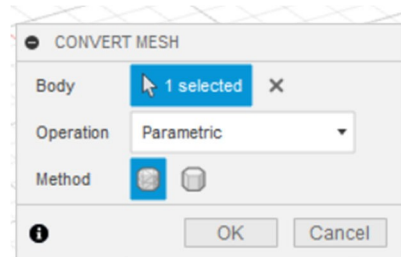 CONVERT MESH
Body 1 selected
Operation Parametric
Method
OK Cancel